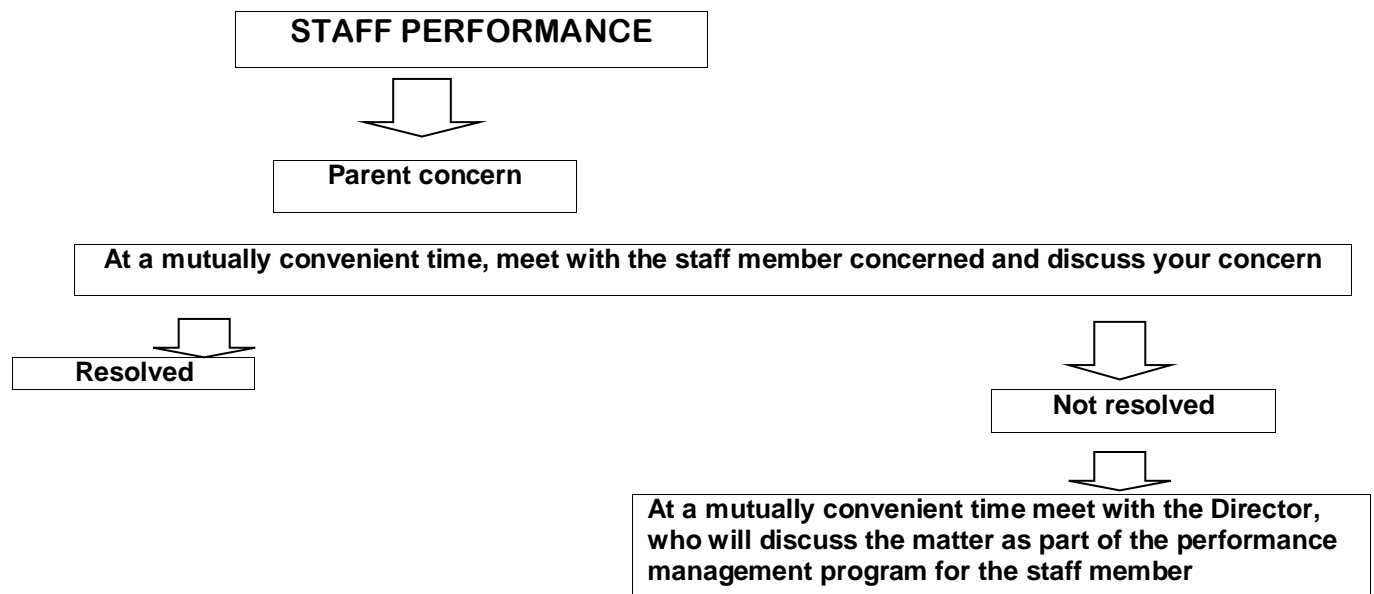 STAFF PERFORMANCE
Parent concern
At a mutually convenient time, meet with the staff member concerned and discuss your concern
Resolved
Not resolved
At a mutually convenient time meet with the Director,
who will discuss the matter as part of the performance
management program for the staff member